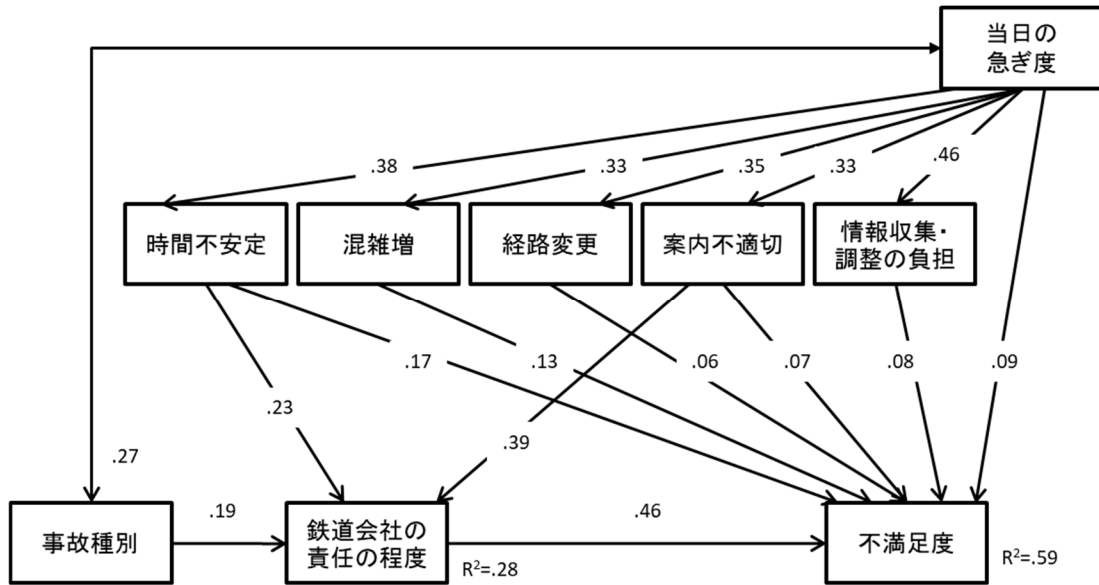 当日の
急ぎ度
.38
.33
.35
.33
.46
時間不安定
混雑増
経路変更
案内不適切
情報収集・
調整の負担
.17
.13
.06
.07
.08
.09
.23
.39
.27
.19
.46
事故種別
鉄道会社の
責任の程度
R²=.28
不満足度
R²=.59